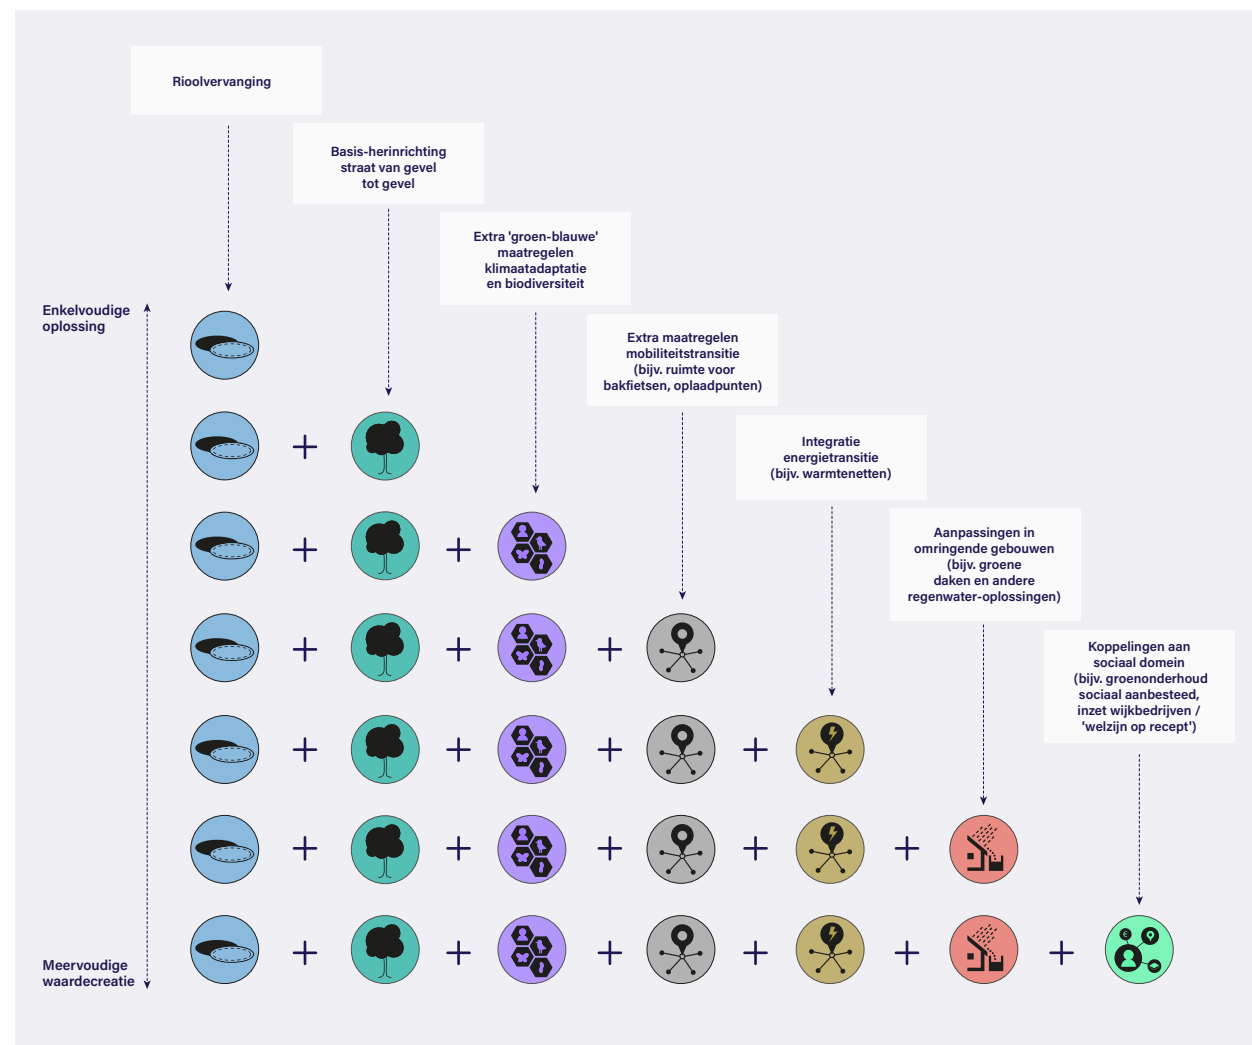 Rioolvervanging
Basis-herinrichting
straat van gevel
tot gevel
Extra 'groen-blauwe'
maatregelen
klimaatadaptatie
en biodiversiteit
Enkelvoudige
oplossing
Extra maatregelen
mobiliteitstransitie
(bijv. ruimte voor
bakfietsen, oplaadpunten)
Integratie
energietransitie
(bijv. warmtenetten)
Aanpassingen in
omringende gebouwen
(bijv. groene
daken en andere
regenwater-oplossingen)
Koppelingen aan
sociaal domein
(bijv. groenonderhoud
sociaal aanbesteed,
inzet wijkbedrijven /
'welzijn op recept')
Meervoudige
waardecreatie